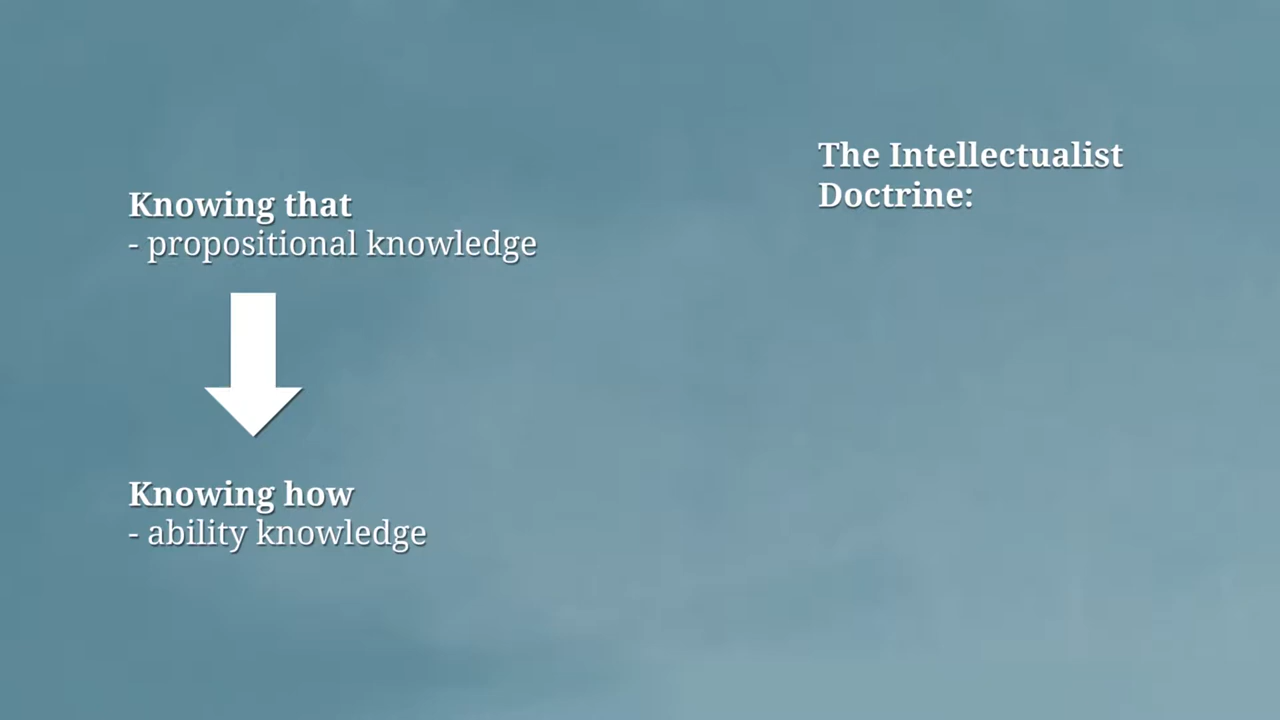 Knowing that
- propositional knowledge
Knowing how
- ability knowledge
The Intellectualist
Doctrine: